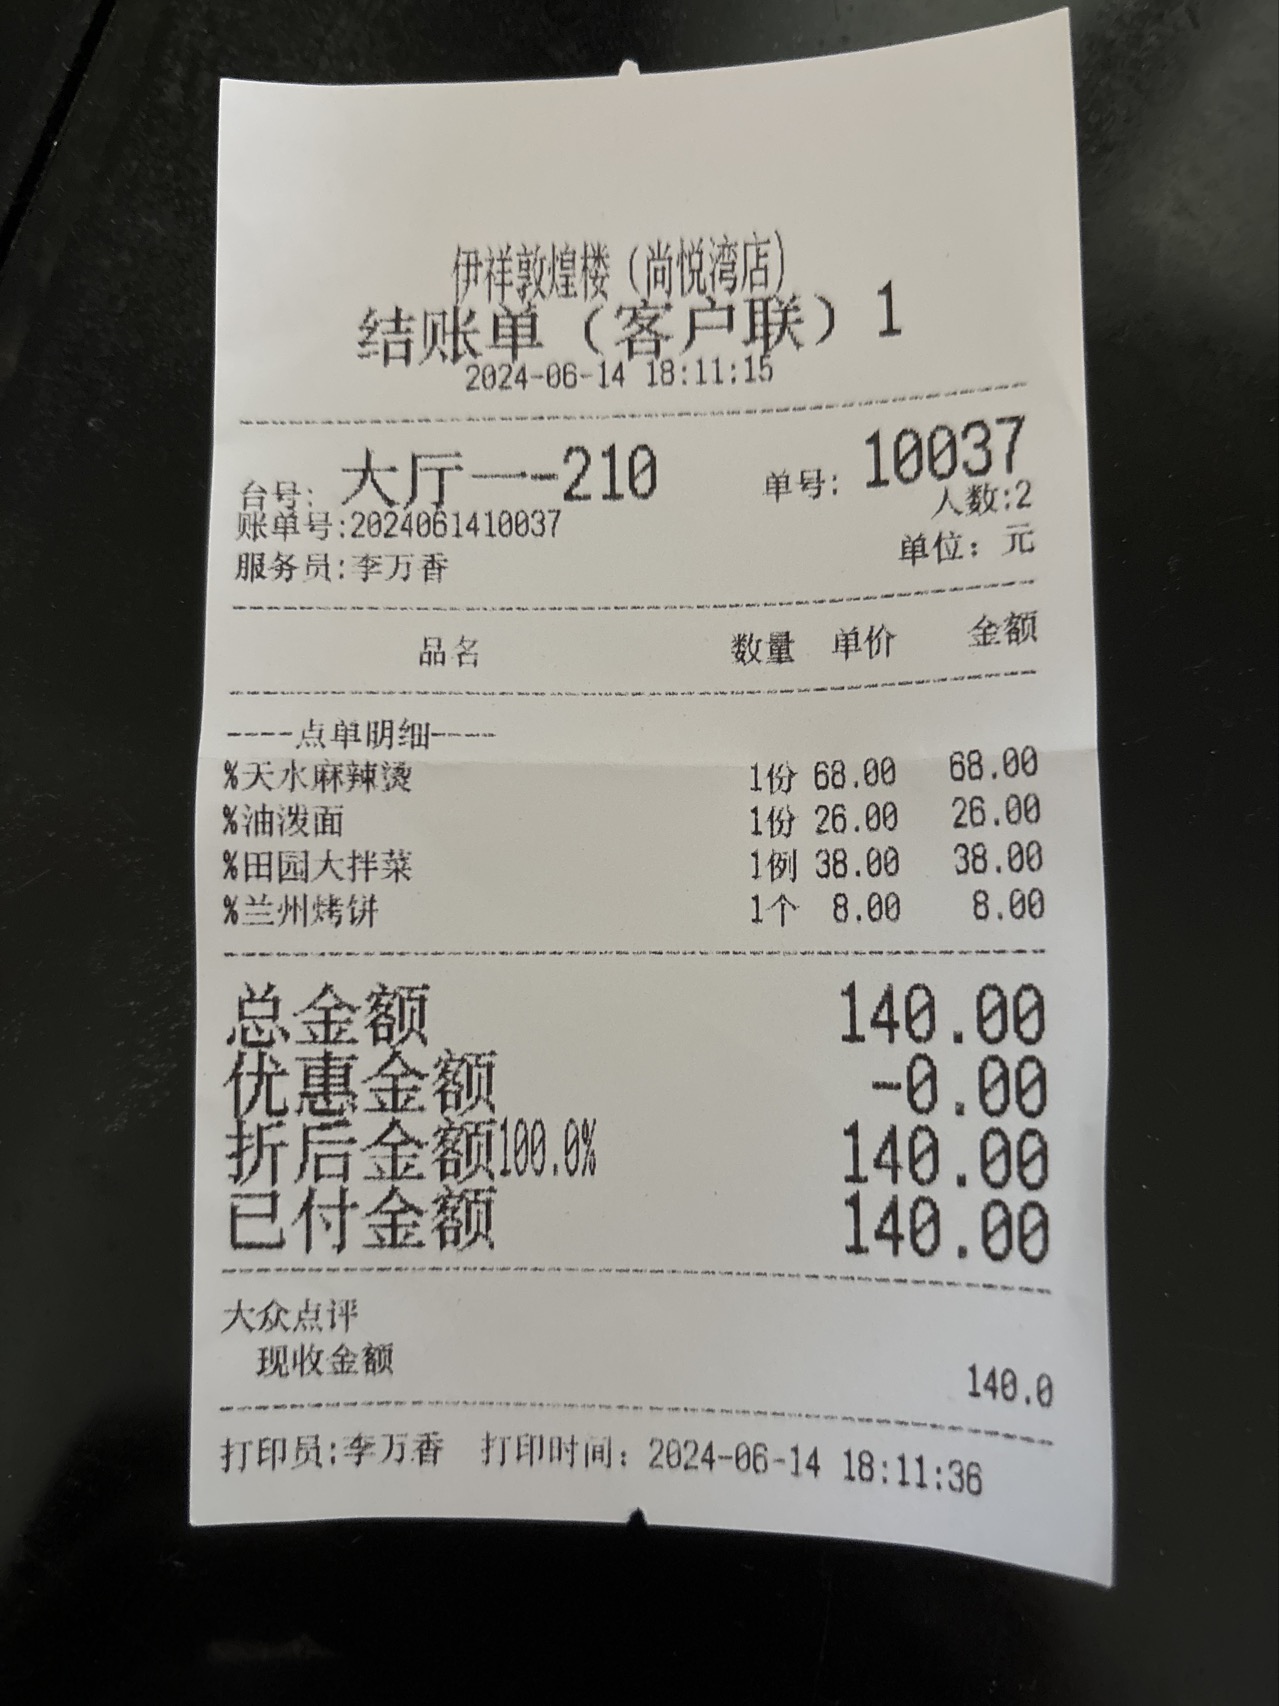 伊祥敦煌楼（尚悦湾店）
结账单（客户联）1
2024-06-14 18:11:15
台号: 大厅一-210 单号: 10037
人数:2
账单号:2024061410037
服务员:李万香 单位: 元
品名 数量 单价 金额
----点单明细----
%天水麻辣烫 1份 68.00 68.00
%油泼面 1份 26.00 26.00
%田园大拌菜 1例 38.00 38.00
%兰州烤饼 1个 8.00 8.00
总金额 140.00
优惠金额 -0.00
折后金额100.0% 140.00
已付金额 140.00
大众点评
现收金额 140.0
打印员:李万香 打印时间: 2024-06-14 18:11:36